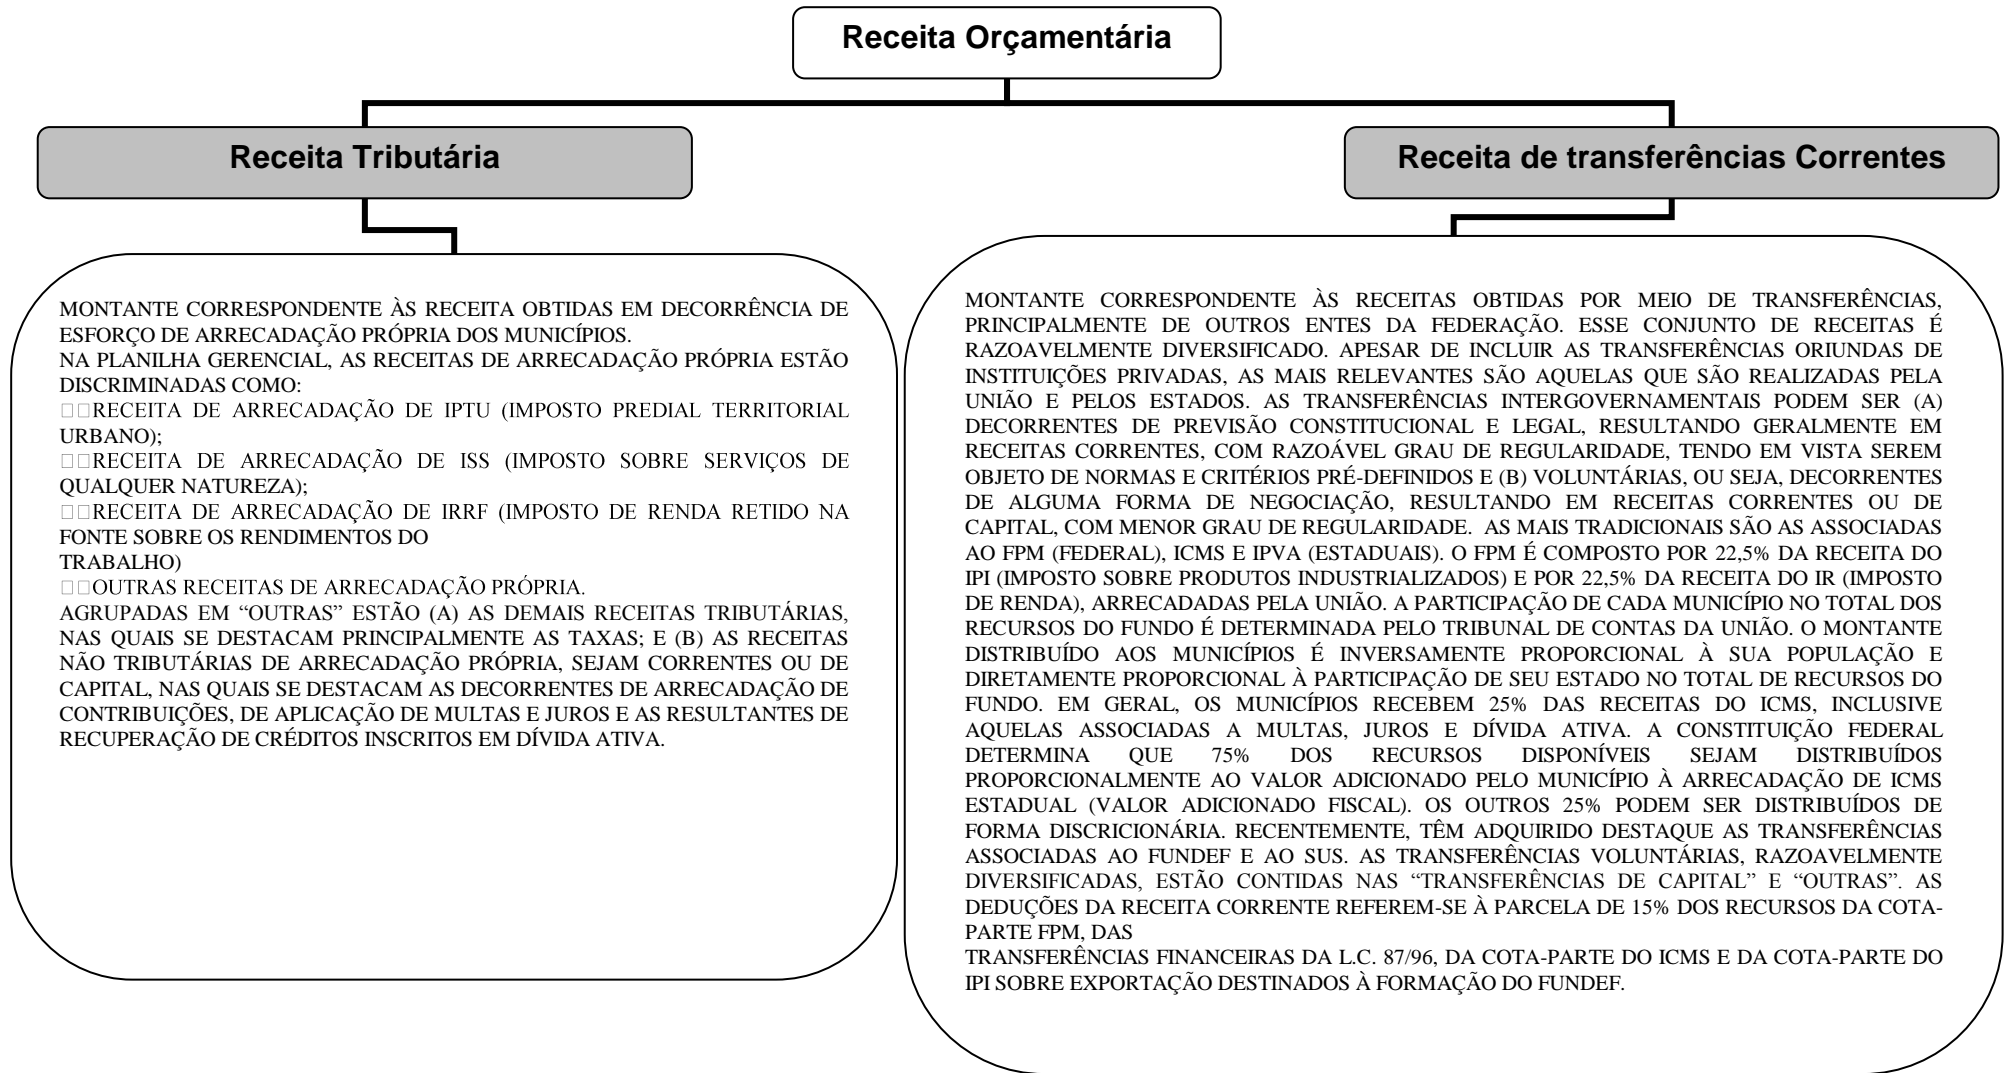 Receita Orçamentária
Receita Tributária
Receita de transferências Correntes
MONTANTE CORRESPONDENTE ÀS RECEITA OBTIDAS EM DECORRÊNCIA DE
ESFORÇO DE ARRECADAÇÃO PRÓPRIA DOS MUNICÍPIOS.
NA PLANILHA GERENCIAL, AS RECEITAS DE ARRECADAÇÃO PRÓPRIA ESTÃO
DISCRIMINADAS COMO:
□□RECEITA DE ARRECADAÇÃO DE IPTU (IMPOSTO PREDIAL TERRITORIAL
URBANO);
□□RECEITA DE ARRECADAÇÃO DE ISS (IMPOSTO SOBRE SERVIÇOS DE
QUALQUER NATUREZA);
□□RECEITA DE ARRECADAÇÃO DE IRRF (IMPOSTO DE RENDA RETIDO NA
FONTE SOBRE OS RENDIMENTOS DO
TRABALHO)
□□OUTRAS RECEITAS DE ARRECADAÇÃO PRÓPRIA.
AGRUPADAS EM “OUTRAS” ESTÃO (A) AS DEMAIS RECEITAS TRIBUTÁRIAS,
NAS QUAIS SE DESTACAM PRINCIPALMENTE AS TAXAS; E (B) AS RECEITAS
NÃO TRIBUTÁRIAS DE ARRECADAÇÃO PRÓPRIA, SEJAM CORRENTES OU DE
CAPITAL, NAS QUAIS SE DESTACAM AS DECORRENTES DE ARRECADAÇÃO DE
CONTRIBUIÇÕES, DE APLICAÇÃO DE MULTAS E JUROS E AS RESULTANTES DE
RECUPERAÇÃO DE CRÉDITOS INSCRITOS EM DÍVIDA ATIVA.
MONTANTE CORRESPONDENTE ÀS RECEITAS OBTIDAS POR MEIO DE TRANSFERÊNCIAS,
PRINCIPALMENTE DE OUTROS ENTES DA FEDERAÇÃO. ESSE CONJUNTO DE RECEITAS É
RAZOAVELMENTE DIVERSIFICADO. APESAR DE INCLUIR AS TRANSFERÊNCIAS ORIUNDAS DE
INSTITUIÇÕES PRIVADAS, AS MAIS RELEVANTES SÃO AQUELAS QUE SÃO REALIZADAS PELA
UNIÃO E PELOS ESTADOS. AS TRANSFERÊNCIAS INTERGOVERNAMENTAIS PODEM SER (A)
DECORRENTES DE PREVISÃO CONSTITUCIONAL E LEGAL, RESULTANDO GERALMENTE EM
RECEITAS CORRENTES, COM RAZOÁVEL GRAU DE REGULARIDADE, TENDO EM VISTA SEREM
OBJETO DE NORMAS E CRITÉRIOS PRÉ-DEFINIDOS E (B) VOLUNTÁRIAS, OU SEJA, DECORRENTES
DE ALGUMA FORMA DE NEGOCIAÇÃO, RESULTANDO EM RECEITAS CORRENTES OU DE
CAPITAL, COM MENOR GRAU DE REGULARIDADE. AS MAIS TRADICIONAIS SÃO AS ASSOCIADAS
AO FPM (FEDERAL), ICMS E IPVA (ESTADUAIS). O FPM É COMPOSTO POR 22,5% DA RECEITA DO
IPI (IMPOSTO SOBRE PRODUTOS INDUSTRIALIZADOS) E POR 22,5% DA RECEITA DO IR (IMPOSTO
DE RENDA), ARRECADADAS PELA UNIÃO. A PARTICIPAÇÃO DE CADA MUNICÍPIO NO TOTAL DOS
RECURSOS DO FUNDO É DETERMINADA PELO TRIBUNAL DE CONTAS DA UNIÃO. O MONTANTE
DISTRIBUÍDO AOS MUNICÍPIOS É INVERSAMENTE PROPORCIONAL À SUA POPULAÇÃO E
DIRETAMENTE PROPORCIONAL À PARTICIPAÇÃO DE SEU ESTADO NO TOTAL DE RECURSOS DO
FUNDO. EM GERAL, OS MUNICÍPIOS RECEBEM 25% DAS RECEITAS DO ICMS, INCLUSIVE
AQUELAS ASSOCIADAS A MULTAS, JUROS E DÍVIDA ATIVA. A CONSTITUIÇÃO FEDERAL
DETERMINA QUE 75% DOS RECURSOS DISPONÍVEIS SEJAM DISTRIBUÍDOS
PROPORCIONALMENTE AO VALOR ADICIONADO PELO MUNICÍPIO À ARRECADAÇÃO DE ICMS
ESTADUAL (VALOR ADICIONADO FISCAL). OS OUTROS 25% PODEM SER DISTRIBUÍDOS DE
FORMA DISCRICIONÁRIA. RECENTEMENTE, TÊM ADQUIRIDO DESTAQUE AS TRANSFERÊNCIAS
ASSOCIADAS AO FUNDEF E AO SUS. AS TRANSFERÊNCIAS VOLUNTÁRIAS, RAZOAVELMENTE
DIVERSIFICADAS, ESTÃO CONTIDAS NAS “TRANSFERÊNCIAS DE CAPITAL” E “OUTRAS”. AS
DEDUÇÕES DA RECEITA CORRENTE REFEREM-SE À PARCELA DE 15% DOS RECURSOS DA COTA-
PARTE FPM, DAS
TRANSFERÊNCIAS FINANCEIRAS DA L.C. 87/96, DA COTA-PARTE DO ICMS E DA COTA-PARTE DO
IPI SOBRE EXPORTAÇÃO DESTINADOS À FORMAÇÃO DO FUNDEF.